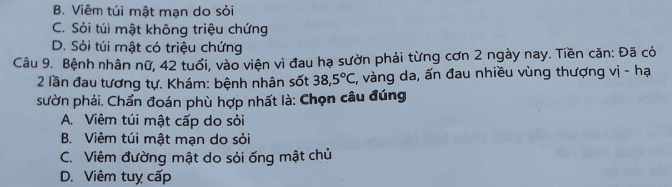 B. Viêm túi mật mạn do sỏi
C. Sỏi túi mật không triệu chứng
D. Sỏi túi mật có triệu chứng
Câu 9. Bệnh nhân nữ, 42 tuổi, vào viện vì đau hạ sườn phải từng cơn 2 ngày nay. Tiền căn: Đã có
2 lần đau tương tự. Khám: bệnh nhân sốt 38,5°C, vàng da, ấn đau nhiều vùng thượng vị - hạ
sườn phải. Chẩn đoán phù hợp nhất là: Chọn câu đúng
A. Viêm túi mật cấp do sỏi
B. Viêm túi mật mạn do sỏi
C. Viêm đường mật do sỏi ống mật chủ
D. Viêm tuỵ cấp